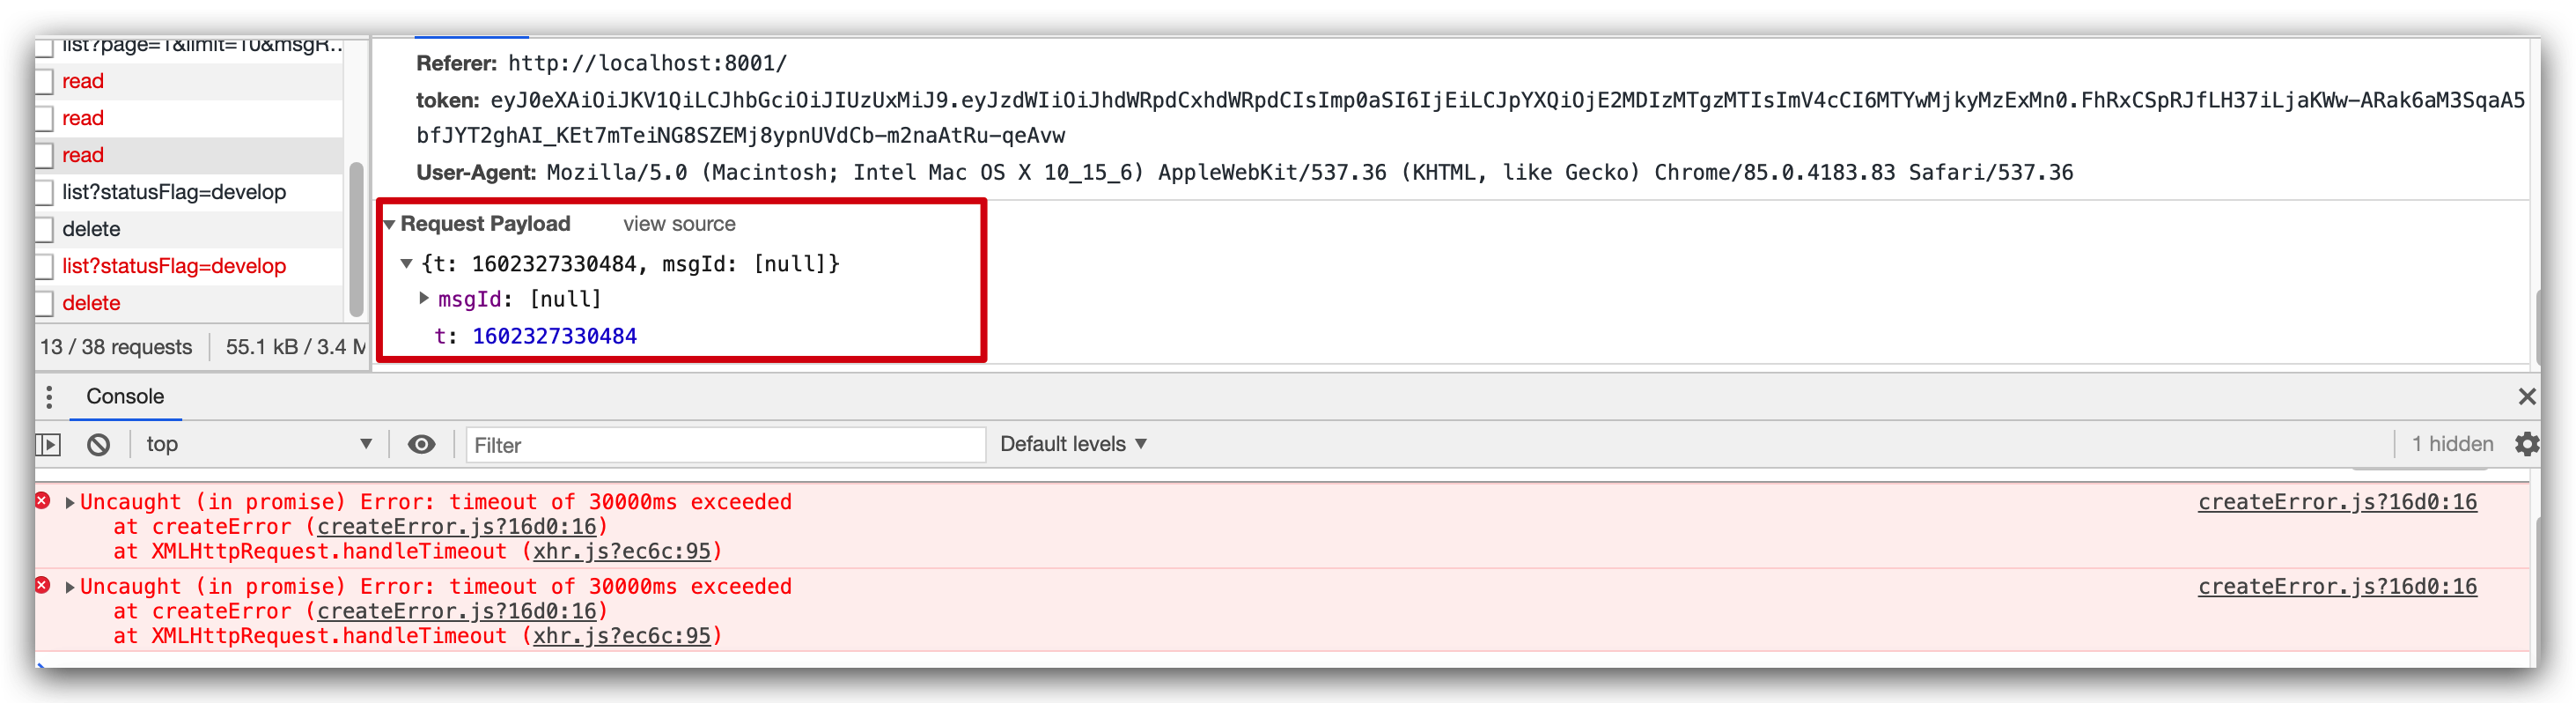 list?page=1&limit=10&msgR...
read
read
read
list?statusFlag=develop
delete
list?statusFlag=develop
delete
13 / 38 requests
55.1 kB / 3.4 M
Referer: http://localhost:8001/
token: eyJ0eXAiOiJKV1QiLCJhbGciOiJIUzUxMiJ9.eyJzdWIiOiJhdWRpdCxhdWRpdCIsImp0aSI6IjEiLCJpYXQiOjE2MDIzMTgzMTIsImV4cCI6MTYwMjkyMzExMn0.FhRxCSpRJfLH37iLjaKWw-ARak6aM3SqaA5
bfJYT2ghAI_KEt7mTeiNG8SZEMj8ypnUVdCb-m2naAtRu-qeAvw
User-Agent: Mozilla/5.0 (Macintosh; Intel Mac OS X 10_15_6) AppleWebKit/537.36 (KHTML, like Gecko) Chrome/85.0.4183.83 Safari/537.36
Request Payload view source
{t: 1602327330484, msgId: [null]}
msgId: [null]
t: 1602327330484
Console
top
Filter
Default levels
1 hidden
Uncaught (in promise) Error: timeout of 30000ms exceeded createError.js?16d0:16
at createError (createError.js?16d0:16)
at XMLHttpRequest.handleTimeout (xhr.js?ec6c:95)
Uncaught (in promise) Error: timeout of 30000ms exceeded createError.js?16d0:16
at createError (createError.js?16d0:16)
at XMLHttpRequest.handleTimeout (xhr.js?ec6c:95)